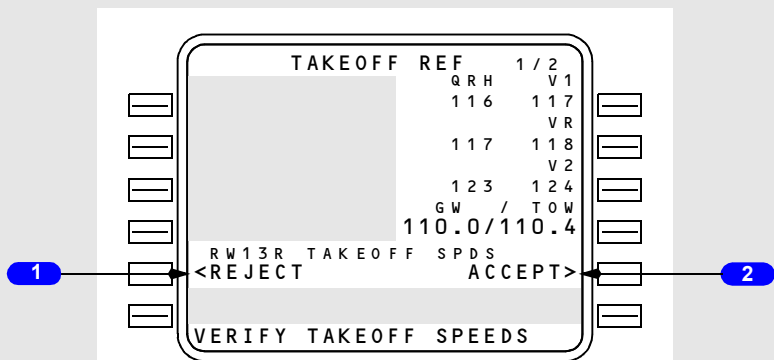 TAKEOFF REF 1/2
QRH V1
116 117
VR
117 118
V2
123 124
GW / TOW
110.0/110.4
RW13R TAKEOFF SPDS
1 <REJECT ACCEPT> 2
VERIFY TAKEOFF SPEEDS